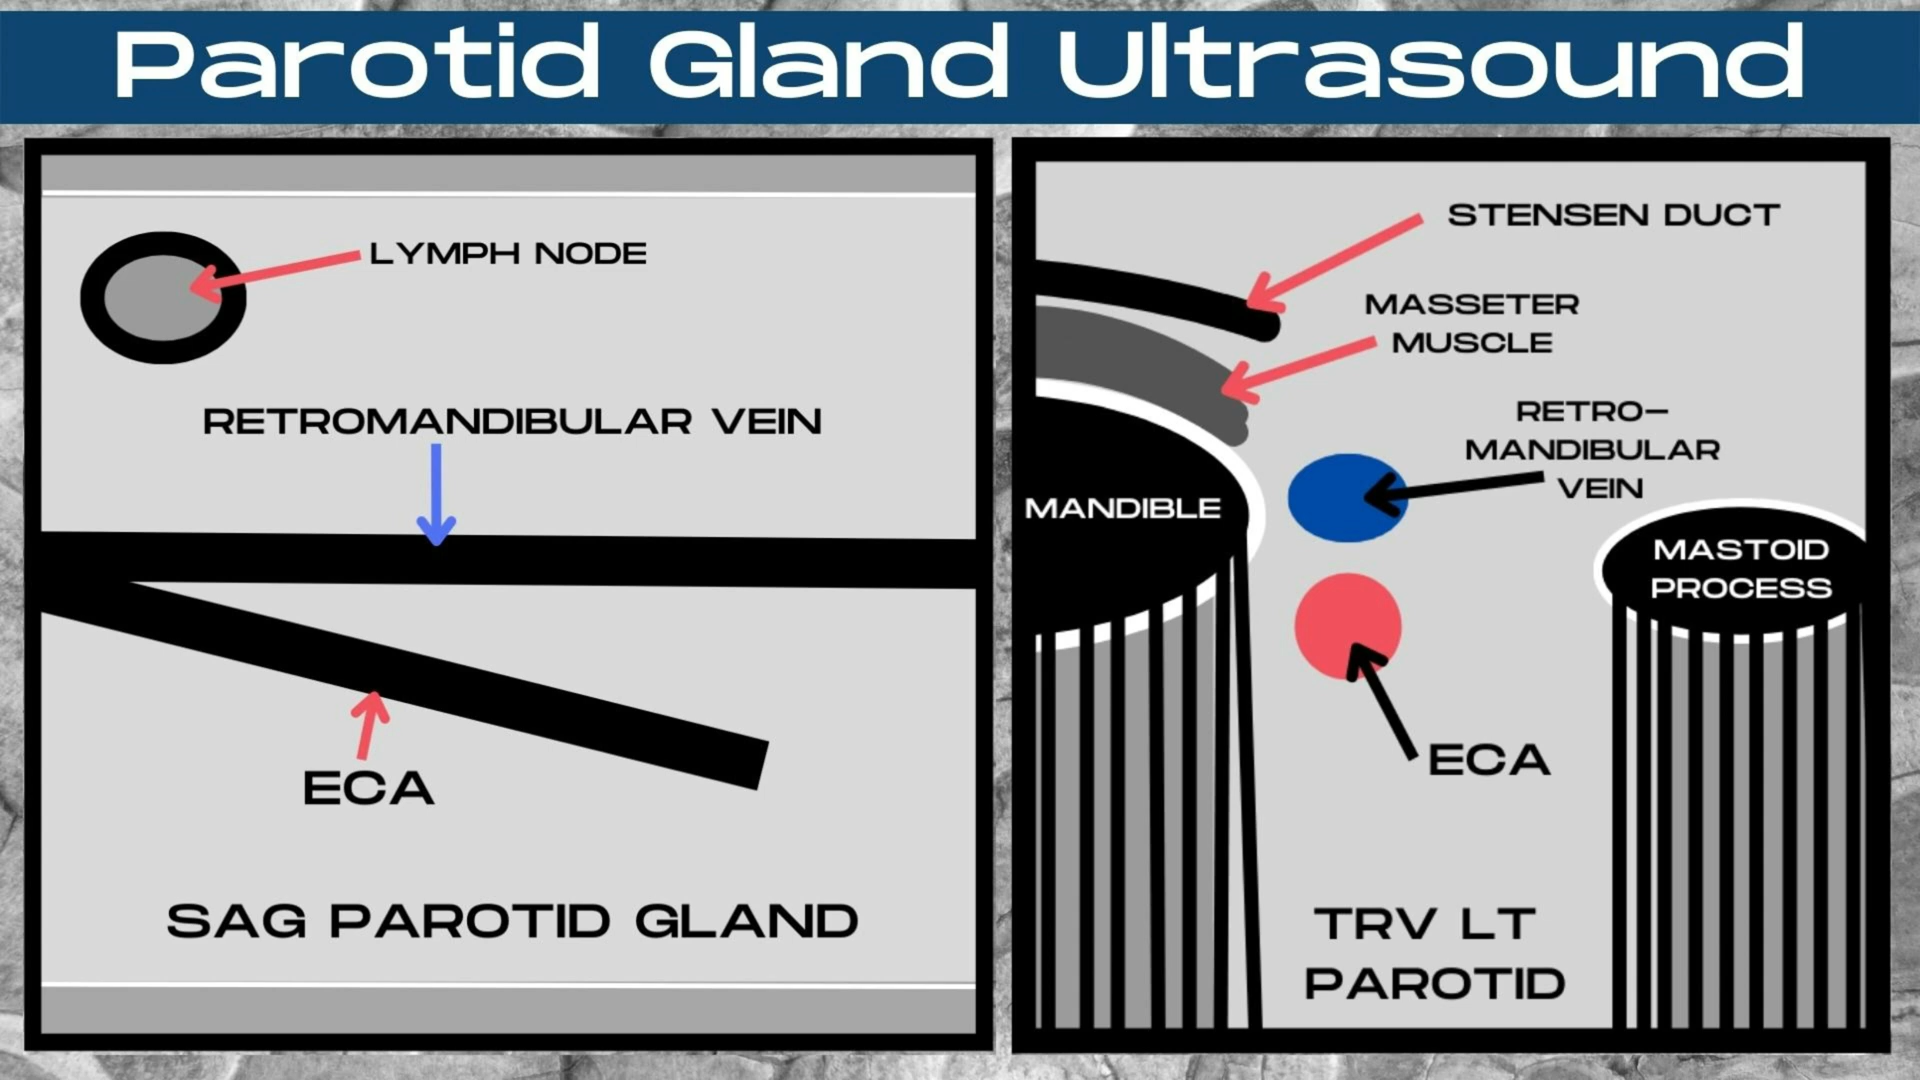 Parotid Gland Ultrasound
LYMPH NODE
RETROMANDIBULAR VEIN
ECA
SAG PAROTID GLAND
STENSEN DUCT
MASSETER
MUSCLE
RETRO-
MANDIBULAR
VEIN
MANDIBLE
MASTOID
PROCESS
ECA
TRV LT
PAROTID